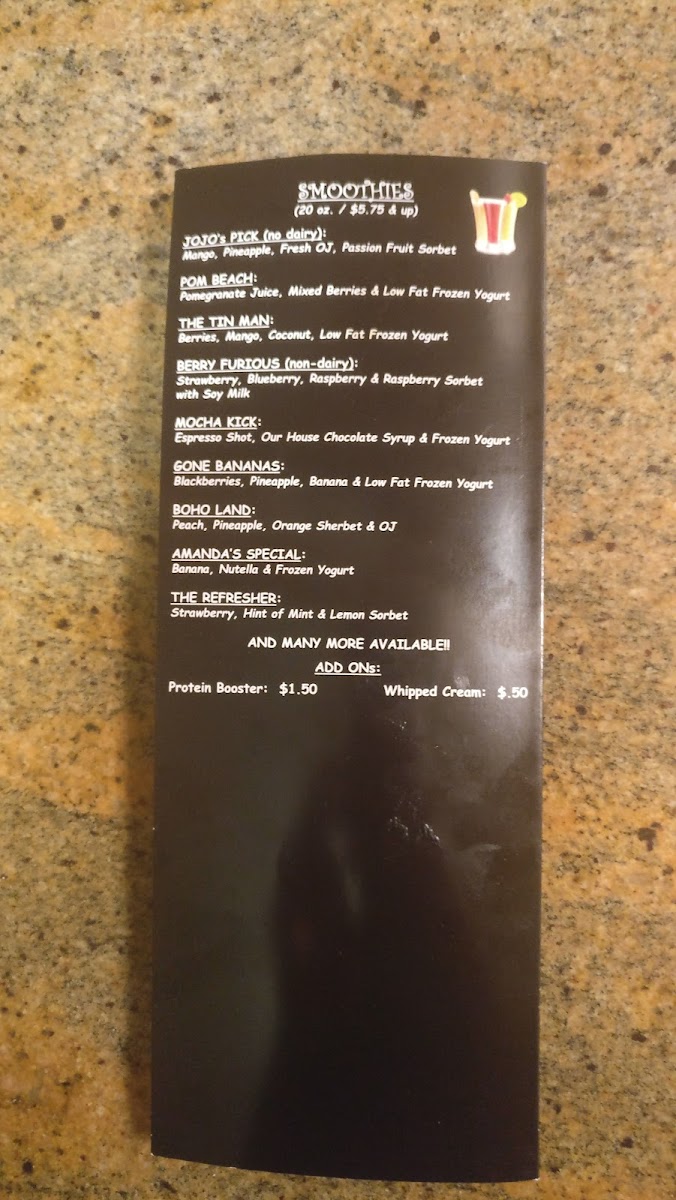 SMOOTHIES
(20 oz. / $5.75 & up)
JOJO's PICK (no dairy):
Mango, Pineapple, Fresh OJ, Passion Fruit Sorbet
POM BEACH:
Pomegranate Juice, Mixed Berries & Low Fat Frozen Yogurt
THE TIN MAN:
Berries, Mango, Coconut, Low Fat Frozen Yogurt
BERRY FURIOUS (non-dairy):
Strawberry, Blueberry, Raspberry & Raspberry Sorbet
with Soy Milk
MOCHA KICK:
Espresso Shot, Our House Chocolate Syrup & Frozen Yogurt
GONE BANANAS:
Blackberries, Pineapple, Banana & Low Fat Frozen Yogurt
BOHO LAND:
Peach, Pineapple, Orange Sherbet & OJ
AMANDA'S SPECIAL:
Banana, Nutella & Frozen Yogurt
THE REFRESHER:
Strawberry, Hint of Mint & Lemon Sorbet
AND MANY MORE AVAILABLE!!
ADD ONs:
Protein Booster: $1.50 Whipped Cream: $.50